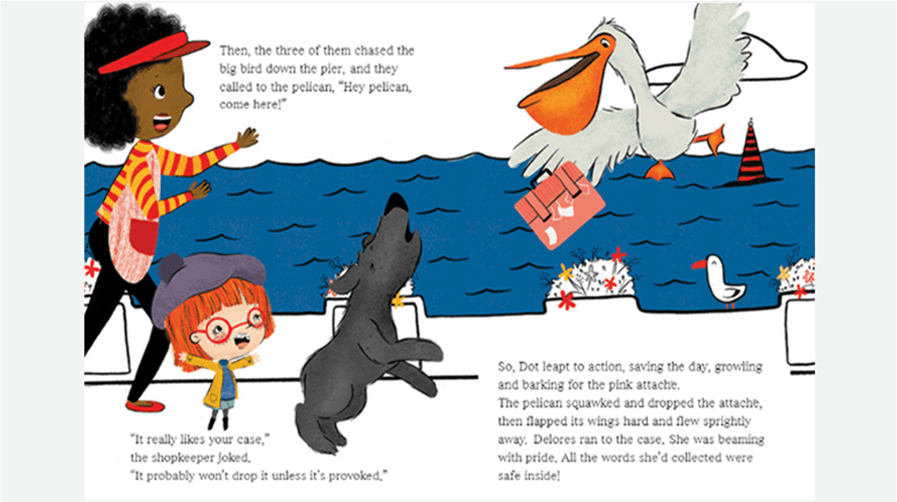 Then, the three of them chased the
big bird down the pier, and they
called to the pelican, “Hey pelican,
come here!”
“It really likes your case,”
the shopkeeper joked.
“It probably won’t drop it unless it’s provoked.”
So, Dot leapt to action, saving the day, growling
and barking for the pink attaché.
The pelican squawked and dropped the attaché,
then flapped its wings hard and flew sprightly
away. Delores ran to the case. She was beaming
with pride. All the words she’d collected were
safe inside!